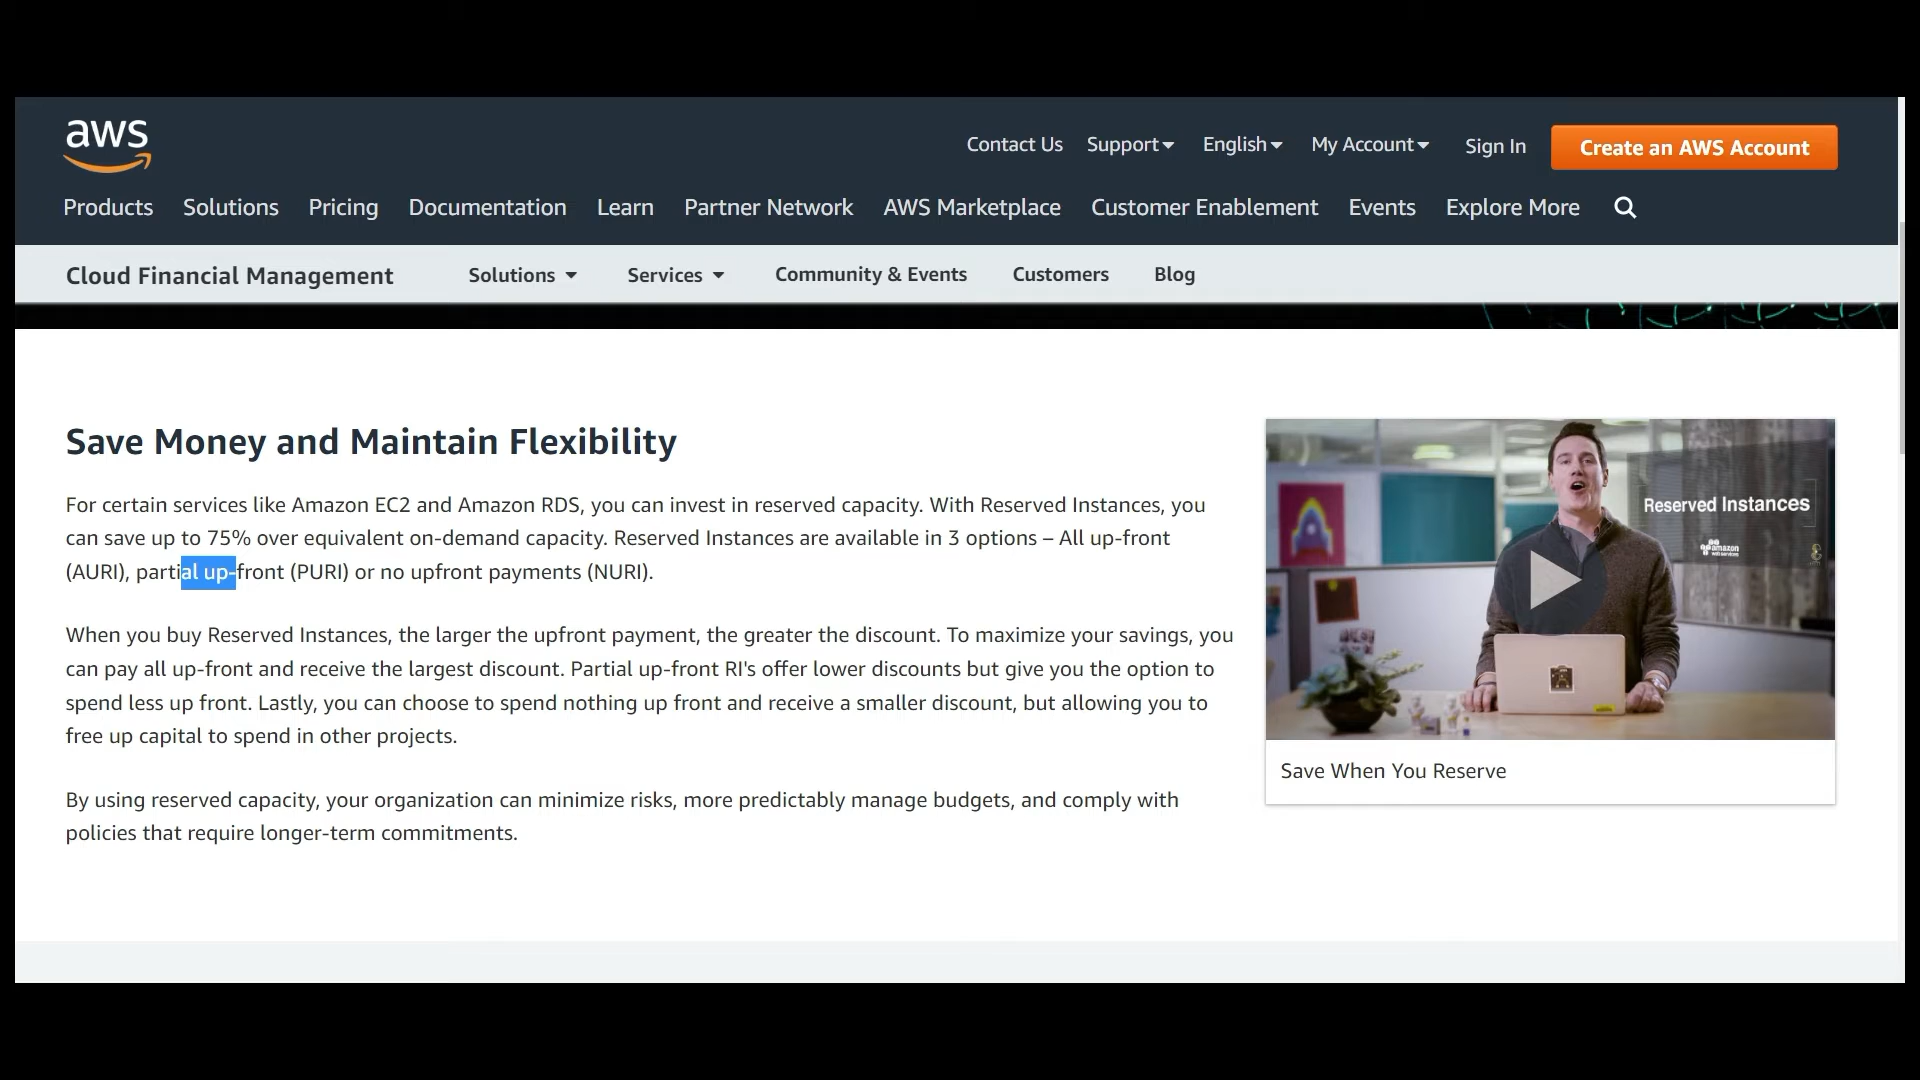 aws
Contact Us Support English My Account Sign In Create an AWS Account
Products Solutions Pricing Documentation Learn Partner Network AWS Marketplace Customer Enablement Events Explore More
Cloud Financial Management Solutions Services Community & Events Customers Blog
Save Money and Maintain Flexibility
For certain services like Amazon EC2 and Amazon RDS, you can invest in reserved capacity. With Reserved Instances, you
can save up to 75% over equivalent on-demand capacity. Reserved Instances are available in 3 options – All up-front
(AURI), partial up-front (PURI) or no upfront payments (NURI).
When you buy Reserved Instances, the larger the upfront payment, the greater the discount. To maximize your savings, you
can pay all up-front and receive the largest discount. Partial up-front RI's offer lower discounts but give you the option to
spend less up front. Lastly, you can choose to spend nothing up front and receive a smaller discount, but allowing you to
free up capital to spend in other projects.
By using reserved capacity, your organization can minimize risks, more predictably manage budgets, and comply with
policies that require longer-term commitments.
Reserved Instances
amazon
web services
Save When You Reserve